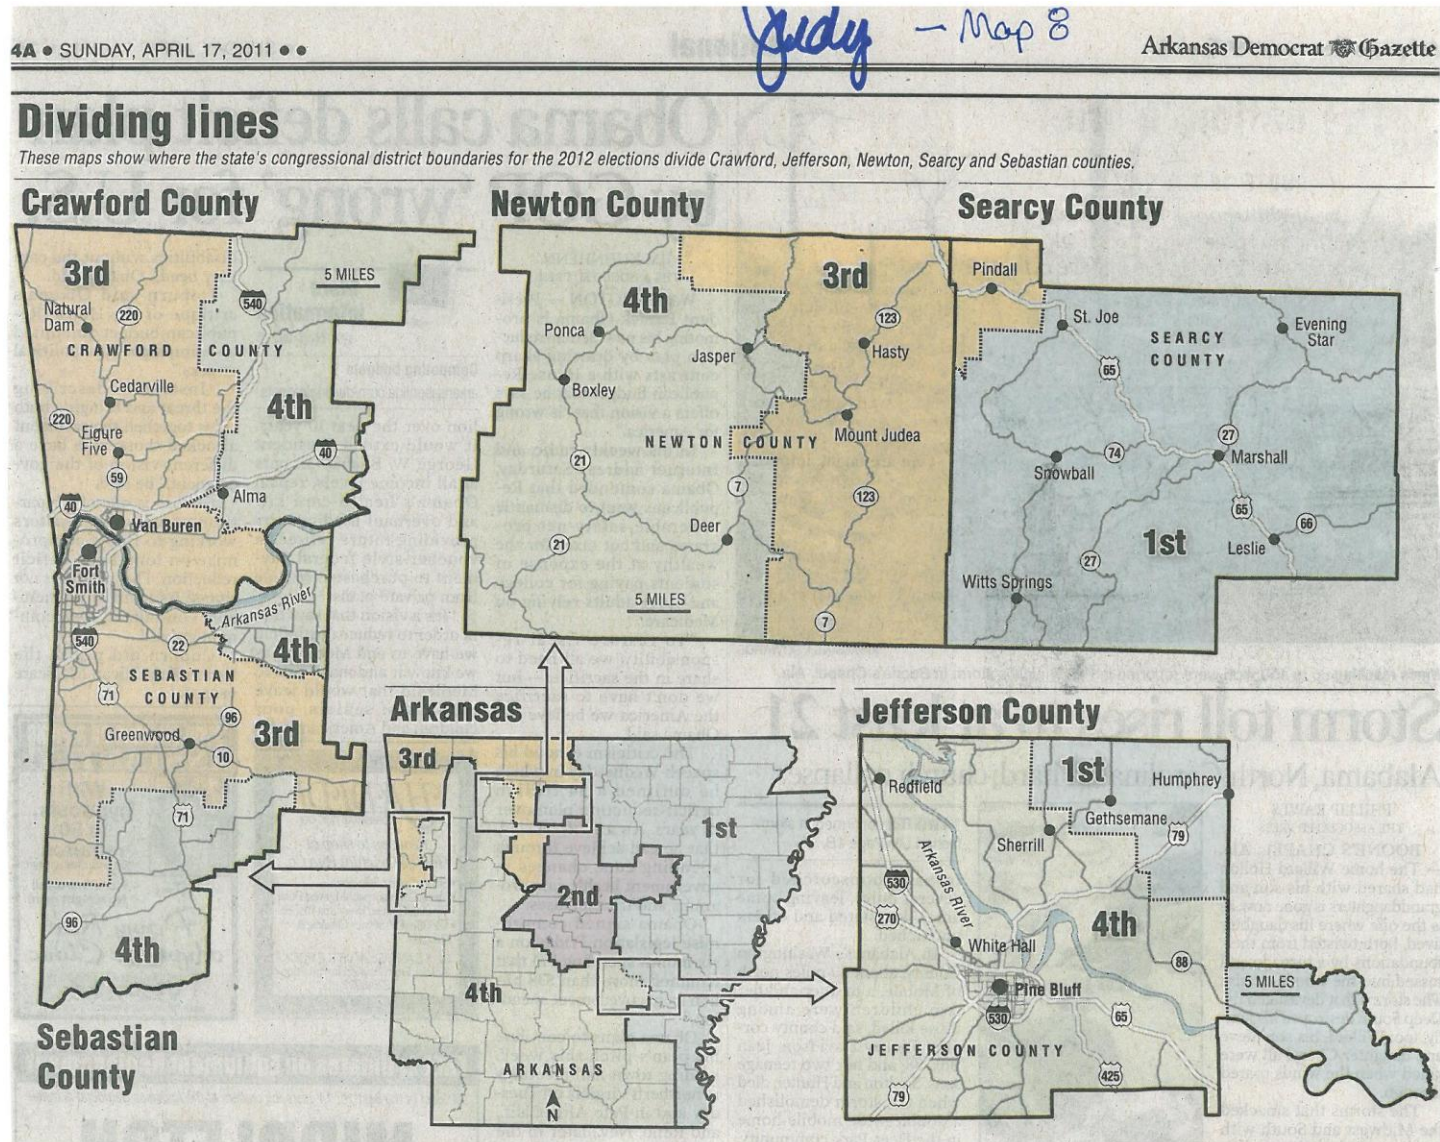 Judy - Map 8
4A • SUNDAY, APRIL 17, 2011 • •
Arkansas Democrat Gazette
Dividing lines
These maps show where the state's congressional district boundaries for the 2012 elections divide Crawford, Jefferson, Newton, Searcy and Sebastian counties.
Crawford County
3rd
540
5 MILES
Natural
Dam
220
CRAWFORD COUNTY
Cedarville
4th
220
Figure
Five
40
59
Alma
40
Van Buren
Fort
Smith
Arkansas River
540
22
4th
SEBASTIAN
COUNTY
71
96
Greenwood
3rd
10
71
96
4th
Sebastian
County
Newton County
4th
3rd
Ponca
123
Jasper
Hasty
Boxley
Mount Judea
NEWTON COUNTY
21
7
123
Deer
21
5 MILES
7
Searcy County
Pindall
St. Joe
SEARCY
COUNTY
Evening
Star
65
27
74
Marshall
Snowball
65
66
1st
Leslie
27
Witts Springs
Arkansas
3rd
1st
2nd
4th
ARKANSAS
N
Jefferson County
1st
Redfield
Humphrey
Gethsemane
79
Sherrill
Arkansas River
530
270
4th
White Hall
88
Pine Bluff
5 MILES
530
65
JEFFERSON COUNTY
425
79